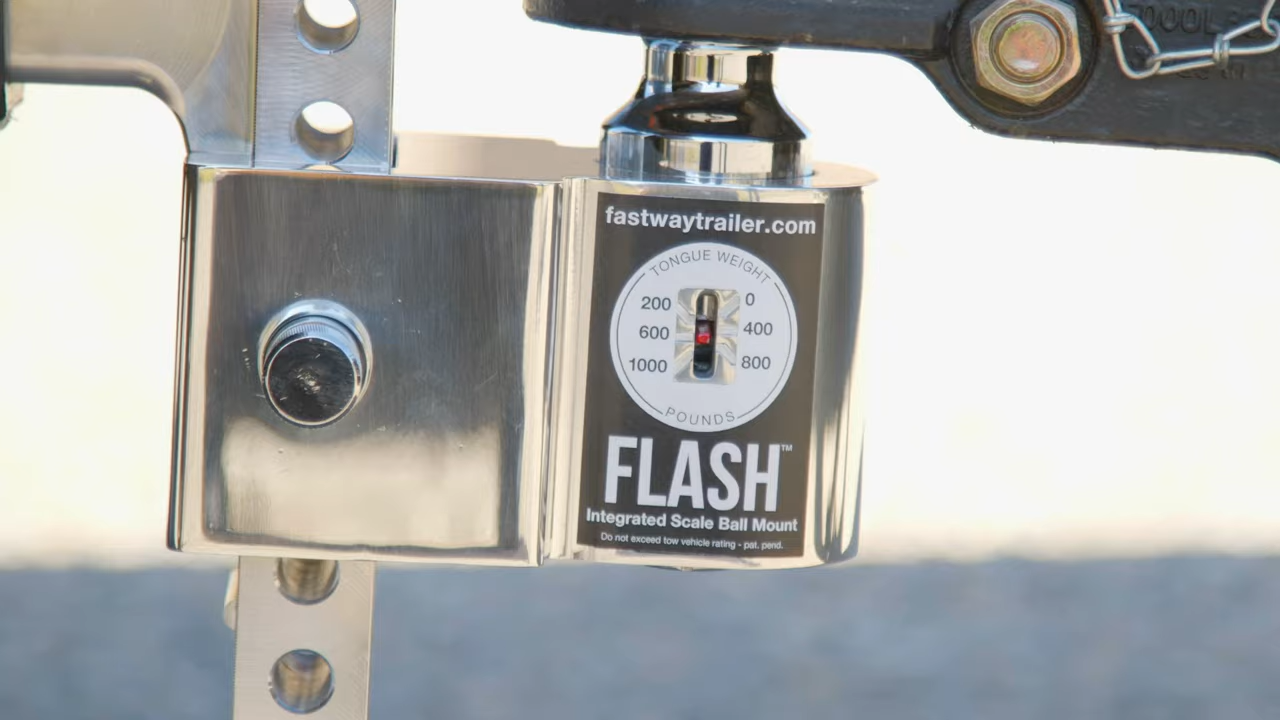 7000L
fastwaytrailer.com
TONGUE WEIGHT
200 0
600 400
1000 800
POUNDS
FLASH™
Integrated Scale Ball Mount
Do not exceed tow vehicle rating - pat. pend.